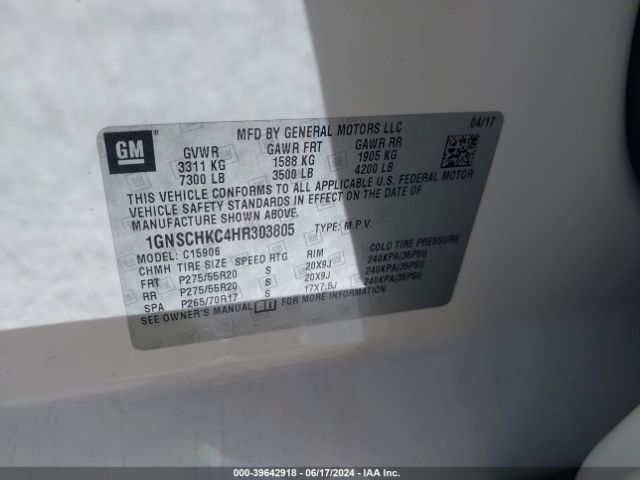 GM
MFD BY GENERAL MOTORS LLC
04/17
GVWR GAWR FRT GAWR RR
3311 KG 1588 KG 1905 KG
7300 LB 3500 LB 4200 LB
THIS VEHICLE CONFORMS TO ALL APPLICABLE U.S. FEDERAL MOTOR
VEHICLE SAFETY STANDARDS IN EFFECT ON THE DATE OF
MANUFACTURE SHOWN ABOVE.
1GNSCHKC4HR303805 TYPE: M.P.V.
MODEL: C15906
CHMH TIRE SIZE SPEED RTG RIM COLD TIRE PRESSURE
FRT P275/55R20 S 20X9J 240KPA(35PSI)
RR P275/55R20 S 20X9J 240KPA(35PSI)
SPA P265/70R17 S 17X7.5J 240KPA(35PSI)
SEE OWNER'S MANUAL FOR MORE INFORMATION.
000-39642918 - 06/17/2024 - IAA Inc.